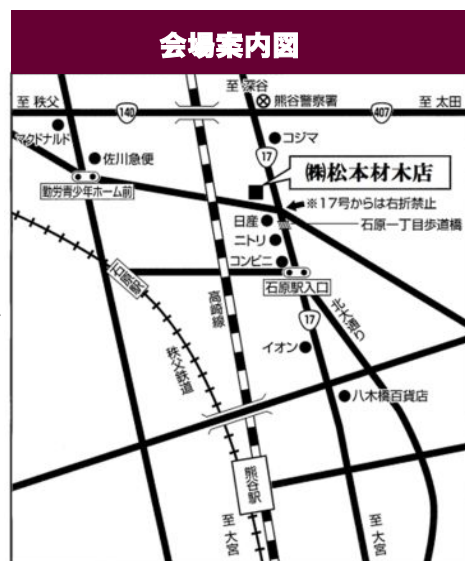 会場案内図
至 深谷
至 秩父
140
熊谷警察署
407
至 太田
マクドナルド
コジマ
17
佐川急便
㈱松本材木店
勤労青少年ホーム前
※17号からは右折禁止
日産
石原一丁目歩道橋
ニトリ
コンビニ
石原駅
石原駅入口
高崎線
17
北大通り
秩父鉄道
イオン
八木橋百貨店
熊谷駅
至 大宮
至 大宮